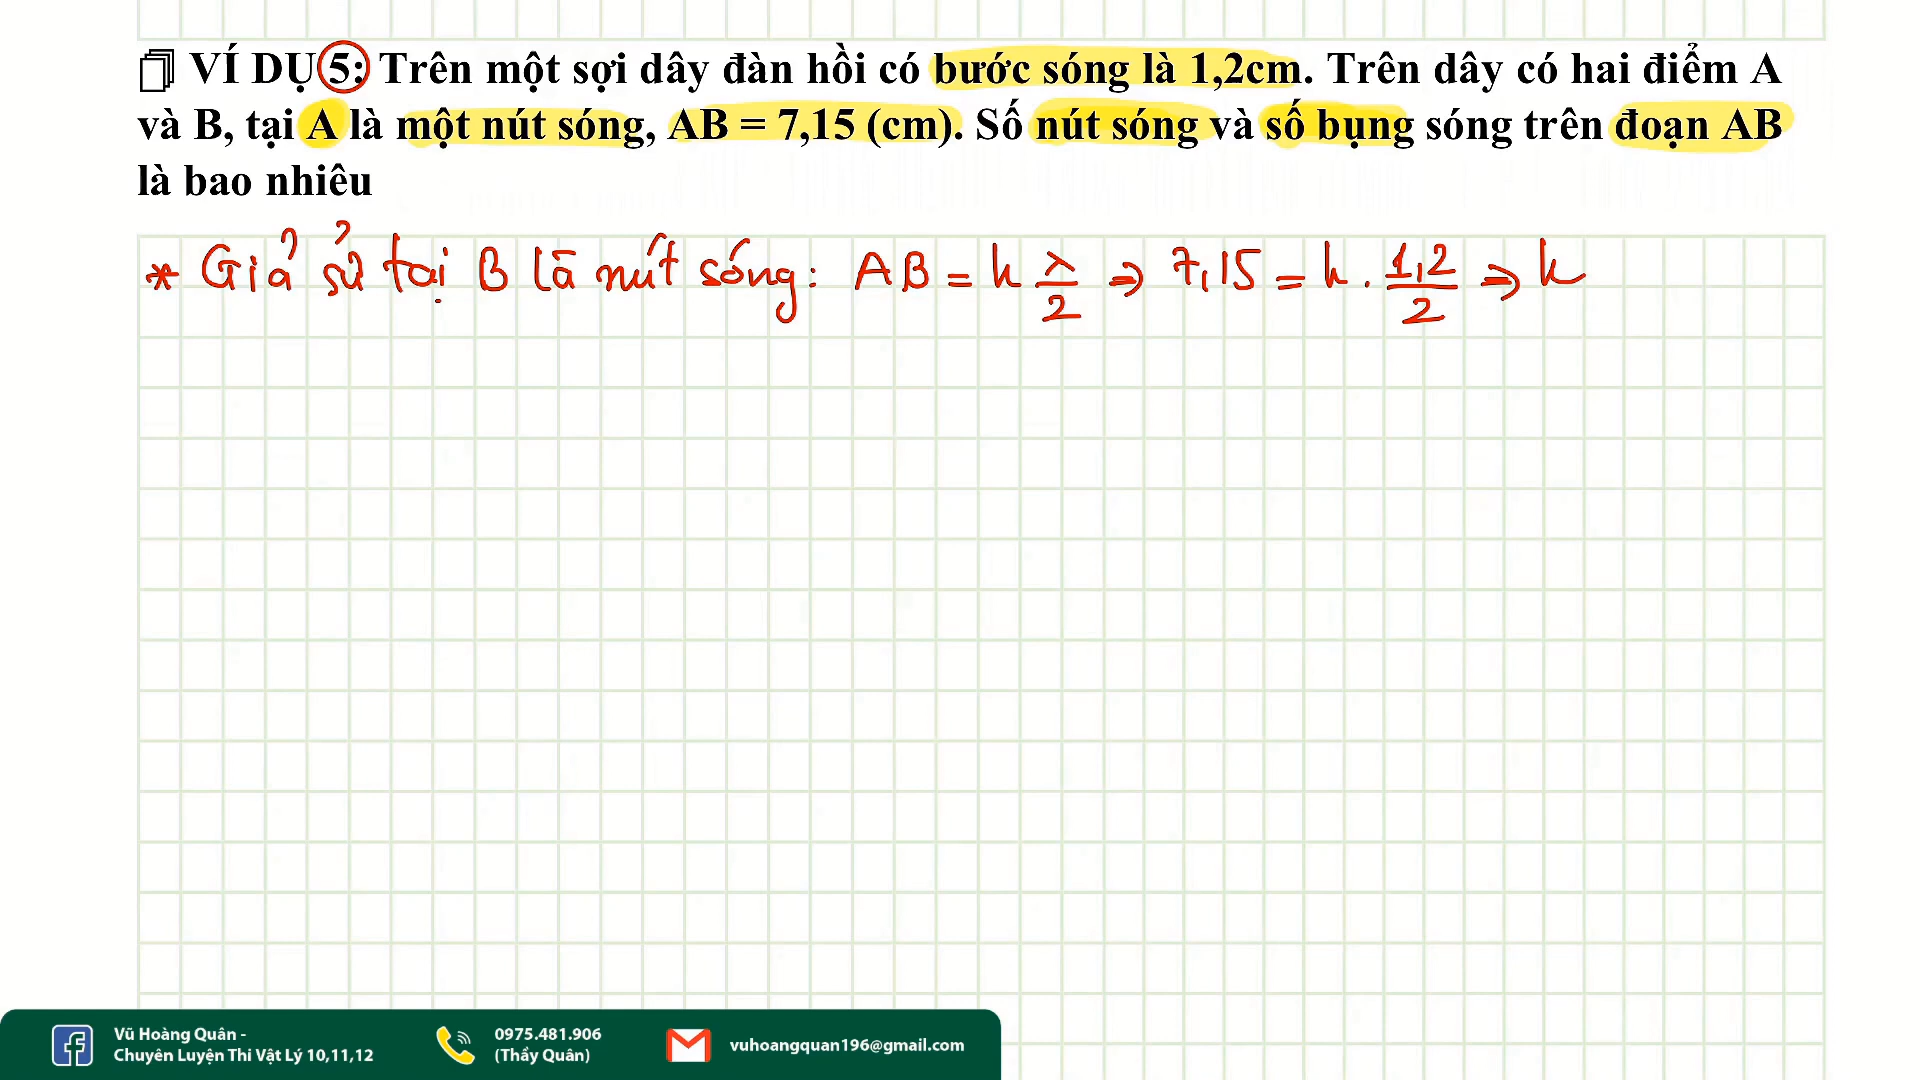 VÍ DỤ 5: Trên một sợi dây đàn hồi có bước sóng là 1,2cm. Trên dây có hai điểm A
và B, tại A là một nút sóng, AB = 7,15 (cm). Số nút sóng và số bụng sóng trên đoạn AB
là bao nhiêu
* Giả sử tại B là nút sóng: AB = k λ/2 ⇒ 7,15 = k . 1,2/2 ⇒ k
Vũ Hoàng Quân -
Chuyên Luyện Thi Vật Lý 10,11,12
0975.481.906
(Thầy Quân)
vuhoangquan196@gmail.com